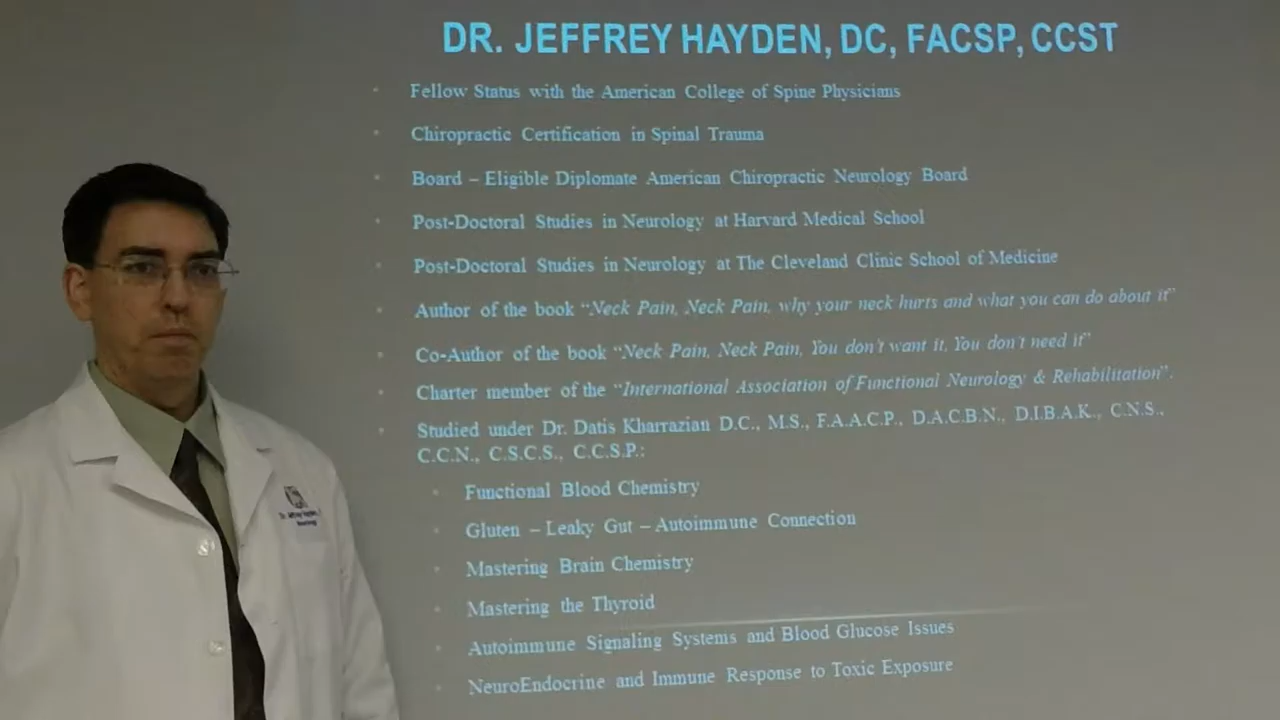 DR. JEFFREY HAYDEN, DC, FACSP, CCST
Fellow Status with the American College of Spine Physicians
Chiropractic Certification in Spinal Trauma
Board – Eligible Diplomate American Chiropractic Neurology Board
Post-Doctoral Studies in Neurology at Harvard Medical School
Post-Doctoral Studies in Neurology at The Cleveland Clinic School of Medicine
Author of the book “Neck Pain, Neck Pain, why your neck hurts and what you can do about it”
Co-Author of the book “Neck Pain, Neck Pain, You don't want it, You don't need it”
Charter member of the “International Association of Functional Neurology & Rehabilitation”.
Studied under Dr. Datis Kharrazian D.C., M.S., F.A.A.C.P., D.A.C.B.N., D.I.B.A.K., C.N.S.,
C.C.N., C.S.C.S., C.C.S.P.:
Functional Blood Chemistry
Gluten – Leaky Gut – Autoimmune Connection
Mastering Brain Chemistry
Mastering the Thyroid
Autoimmune Signaling Systems and Blood Glucose Issues
NeuroEndocrine and Immune Response to Toxic Exposure
Dr. Jeffrey Hayden,